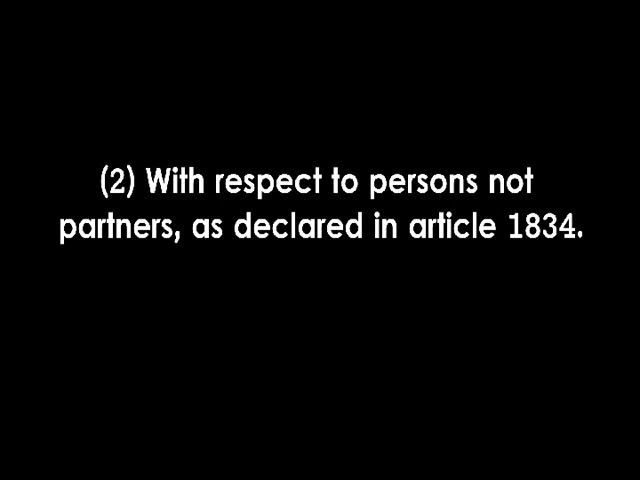 (2) With respect to persons not
partners, as declared in article 1834.